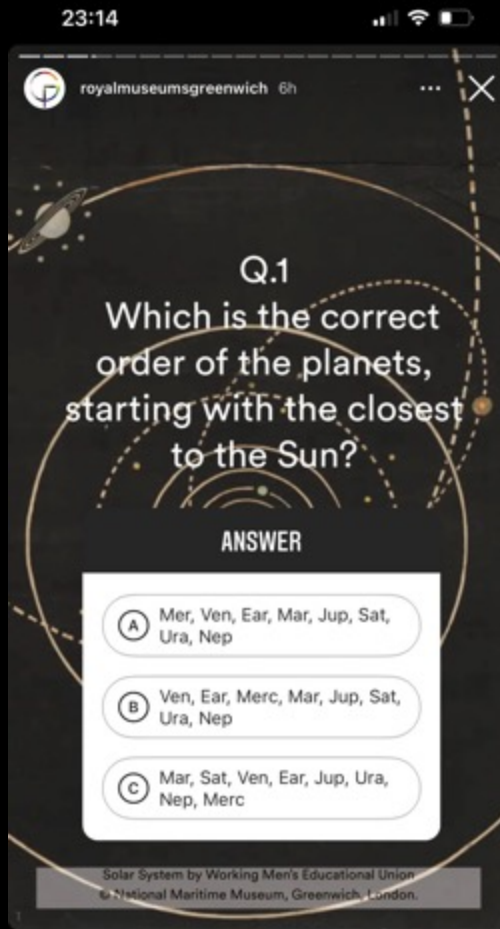 23:14
royalmuseumsgreenwich 6h
Q.1
Which is the correct
order of the planets,
starting with the closest
to the Sun?
ANSWER
A Mer, Ven, Ear, Mar, Jup, Sat,
Ura, Nep
B Ven, Ear, Merc, Mar, Jup, Sat,
Ura, Nep
C Mar, Sat, Ven, Ear, Jup, Ura,
Nep, Merc
Solar System by Working Men's Educational Union
© National Maritime Museum, Greenwich, London.